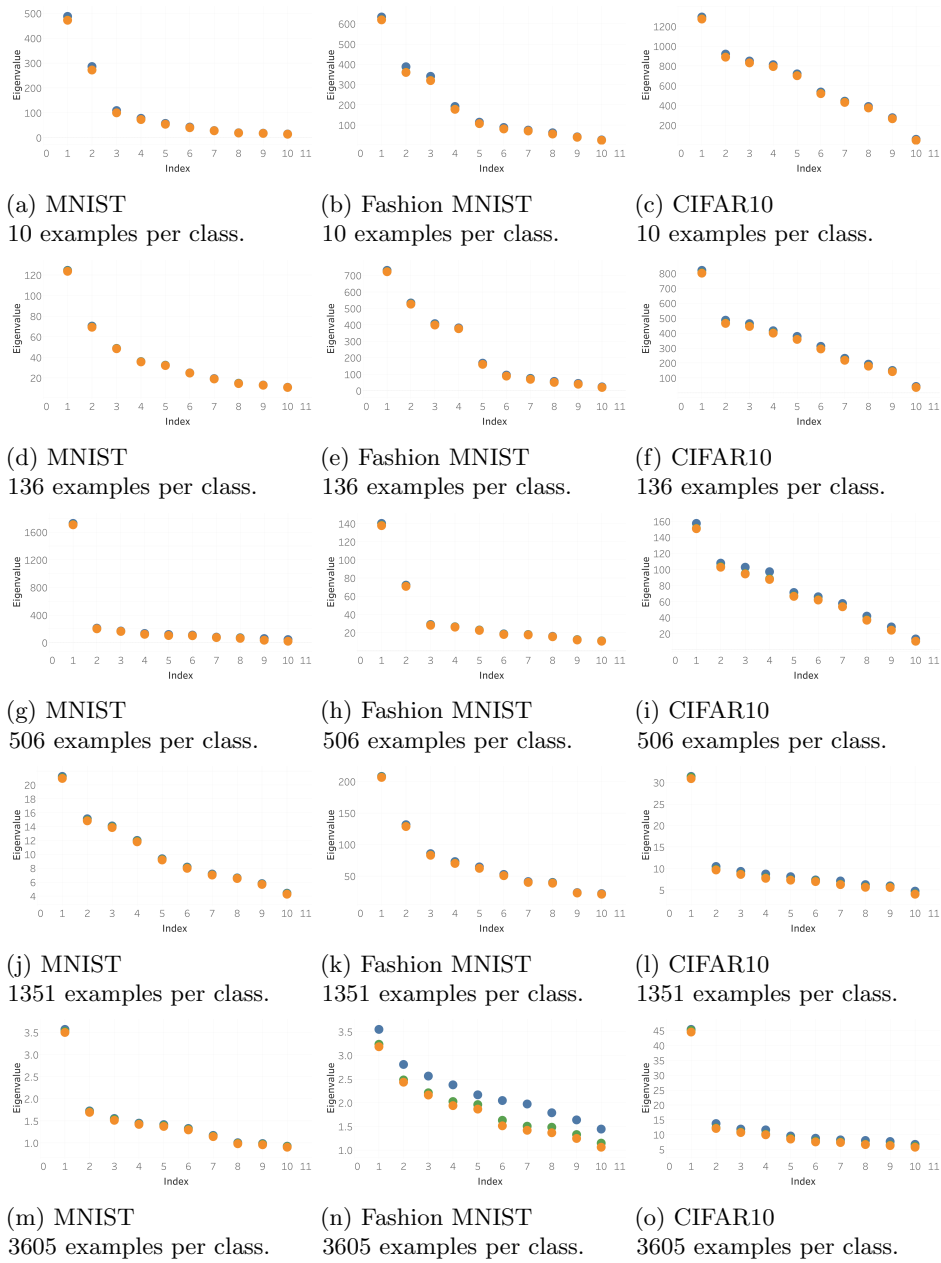 500
400
300
200
100
0
Eigenvalue
0 1 2 3 4 5 6 7 8 9 10 11
Index
600
500
400
300
200
100
Eigenvalue
0 1 2 3 4 5 6 7 8 9 10 11
Index
1200
1000
800
600
400
200
Eigenvalue
0 1 2 3 4 5 6 7 8 9 10 11
Index
(a) MNIST
10 examples per class.
(b) Fashion MNIST
10 examples per class.
(c) CIFAR10
10 examples per class.
120
100
80
60
40
20
Eigenvalue
0 1 2 3 4 5 6 7 8 9 10 11
Index
700
600
500
400
300
200
100
0
Eigenvalue
0 1 2 3 4 5 6 7 8 9 10 11
Index
800
700
600
500
400
300
200
100
Eigenvalue
0 1 2 3 4 5 6 7 8 9 10 11
Index
(d) MNIST
136 examples per class.
(e) Fashion MNIST
136 examples per class.
(f) CIFAR10
136 examples per class.
1600
1200
800
400
0
Eigenvalue
0 1 2 3 4 5 6 7 8 9 10 11
Index
140
120
100
80
60
40
20
Eigenvalue
0 1 2 3 4 5 6 7 8 9 10 11
Index
160
140
120
100
80
60
40
20
Eigenvalue
0 1 2 3 4 5 6 7 8 9 10 11
Index
(g) MNIST
506 examples per class.
(h) Fashion MNIST
506 examples per class.
(i) CIFAR10
506 examples per class.
20
18
16
14
12
10
8
6
4
Eigenvalue
0 1 2 3 4 5 6 7 8 9 10 11
Index
200
150
100
50
Eigenvalue
0 1 2 3 4 5 6 7 8 9 10 11
Index
30
25
20
15
10
5
Eigenvalue
0 1 2 3 4 5 6 7 8 9 10 11
Index
(j) MNIST
1351 examples per class.
(k) Fashion MNIST
1351 examples per class.
(l) CIFAR10
1351 examples per class.
3.5
3.0
2.5
2.0
1.5
1.0
Eigenvalue
0 1 2 3 4 5 6 7 8 9 10 11
Index
3.5
3.0
2.5
2.0
1.5
1.0
Eigenvalue
0 1 2 3 4 5 6 7 8 9 10 11
Index
45
40
35
30
25
20
15
10
5
Eigenvalue
0 1 2 3 4 5 6 7 8 9 10 11
Index
(m) MNIST
3605 examples per class.
(n) Fashion MNIST
3605 examples per class.
(o) CIFAR10
3605 examples per class.